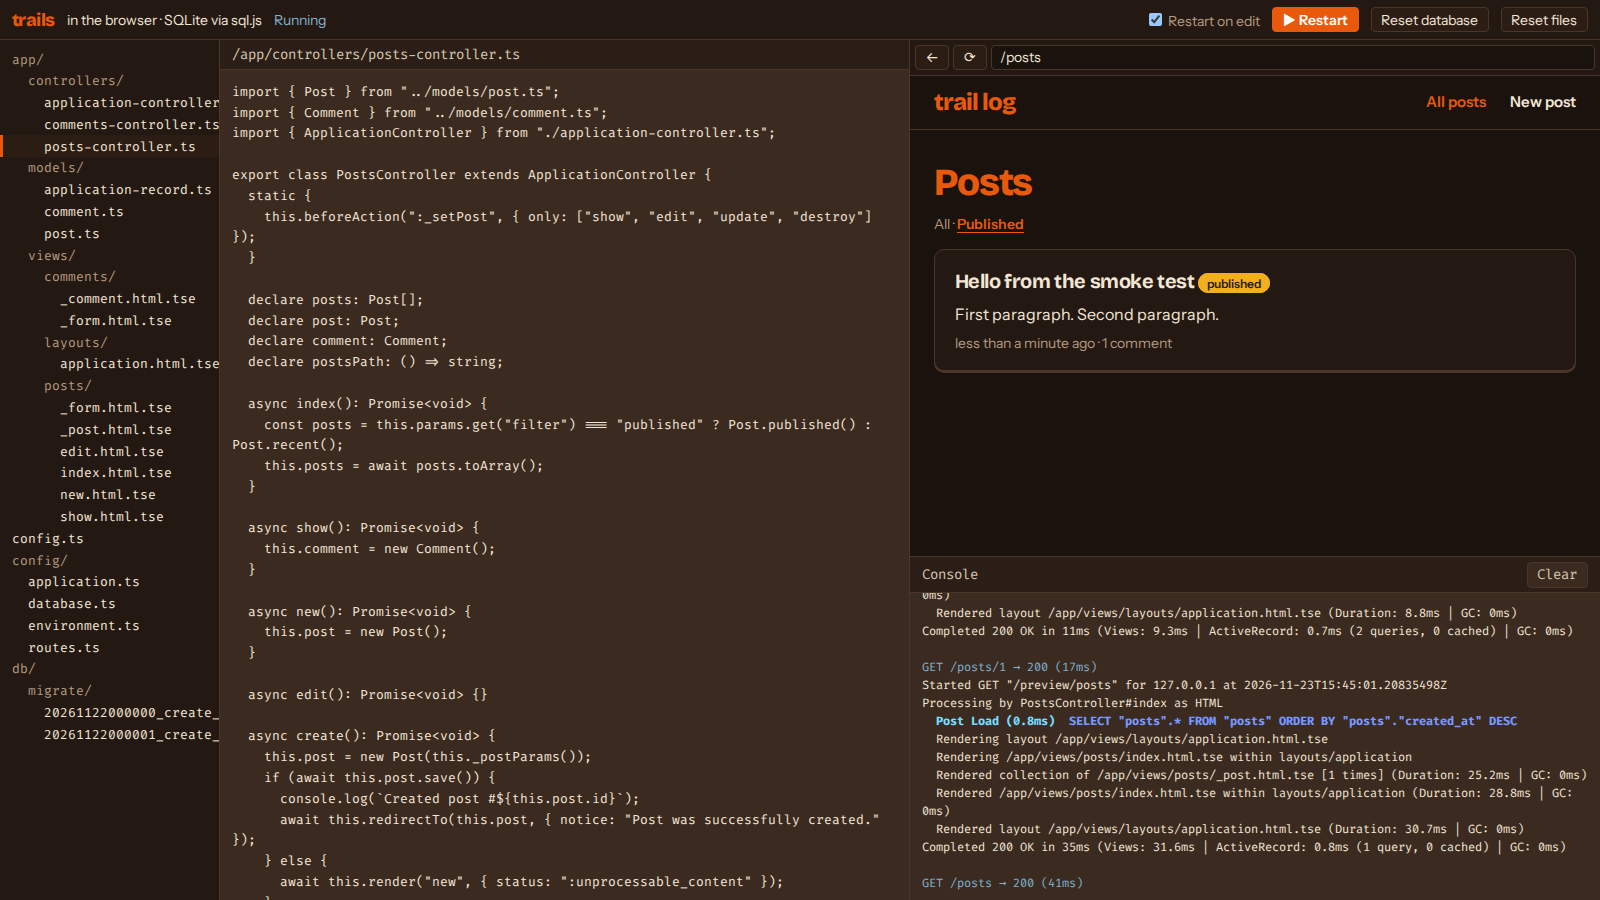 trails in the browser · SQLite via sql.js Running
Restart on edit ▶ Restart Reset database Reset files
app/
controllers/
application-controller
comments-controller.ts
posts-controller.ts
models/
application-record.ts
comment.ts
post.ts
views/
comments/
_comment.html.tse
_form.html.tse
layouts/
application.html.tse
posts/
_form.html.tse
_post.html.tse
edit.html.tse
index.html.tse
new.html.tse
show.html.tse
config.ts
config/
application.ts
database.ts
environment.ts
routes.ts
db/
migrate/
20261122000000_create_
20261122000001_create_
/app/controllers/posts-controller.ts
import { Post } from "../models/post.ts";
import { Comment } from "../models/comment.ts";
import { ApplicationController } from "./application-controller.ts";
export class PostsController extends ApplicationController {
static {
this.beforeAction(":_setPost", { only: ["show", "edit", "update", "destroy"]
});
}
declare posts: Post[];
declare post: Post;
declare comment: Comment;
declare postsPath: () => string;
async index(): Promise<void> {
const posts = this.params.get("filter") === "published" ? Post.published() :
Post.recent();
this.posts = await posts.toArray();
}
async show(): Promise<void> {
this.comment = new Comment();
}
async new(): Promise<void> {
this.post = new Post();
}
async edit(): Promise<void> {}
async create(): Promise<void> {
this.post = new Post(this._postParams());
if (await this.post.save()) {
console.log(`Created post #${this.post.id}`);
await this.redirectTo(this.post, { notice: "Post was successfully created."
});
} else {
await this.render("new", { status: ":unprocessable_content" });
← ⟳ /posts
trail log All posts New post
Posts
All · Published
Hello from the smoke test published
First paragraph. Second paragraph.
less than a minute ago · 1 comment
Console Clear
0ms)
Rendered layout /app/views/layouts/application.html.tse (Duration: 8.8ms | GC: 0ms)
Completed 200 OK in 11ms (Views: 9.3ms | ActiveRecord: 0.7ms (2 queries, 0 cached) | GC: 0ms)
GET /posts/1 → 200 (17ms)
Started GET "/preview/posts" for 127.0.0.1 at 2026-11-23T15:45:01.20835498Z
Processing by PostsController#index as HTML
Post Load (0.8ms) SELECT "posts".* FROM "posts" ORDER BY "posts"."created_at" DESC
Rendering layout /app/views/layouts/application.html.tse
Rendering /app/views/posts/index.html.tse within layouts/application
Rendered collection of /app/views/posts/_post.html.tse [1 times] (Duration: 25.2ms | GC: 0ms)
Rendered /app/views/posts/index.html.tse within layouts/application (Duration: 28.8ms | GC:
0ms)
Rendered layout /app/views/layouts/application.html.tse (Duration: 30.7ms | GC: 0ms)
Completed 200 OK in 35ms (Views: 31.6ms | ActiveRecord: 0.8ms (1 query, 0 cached) | GC: 0ms)
GET /posts → 200 (41ms)